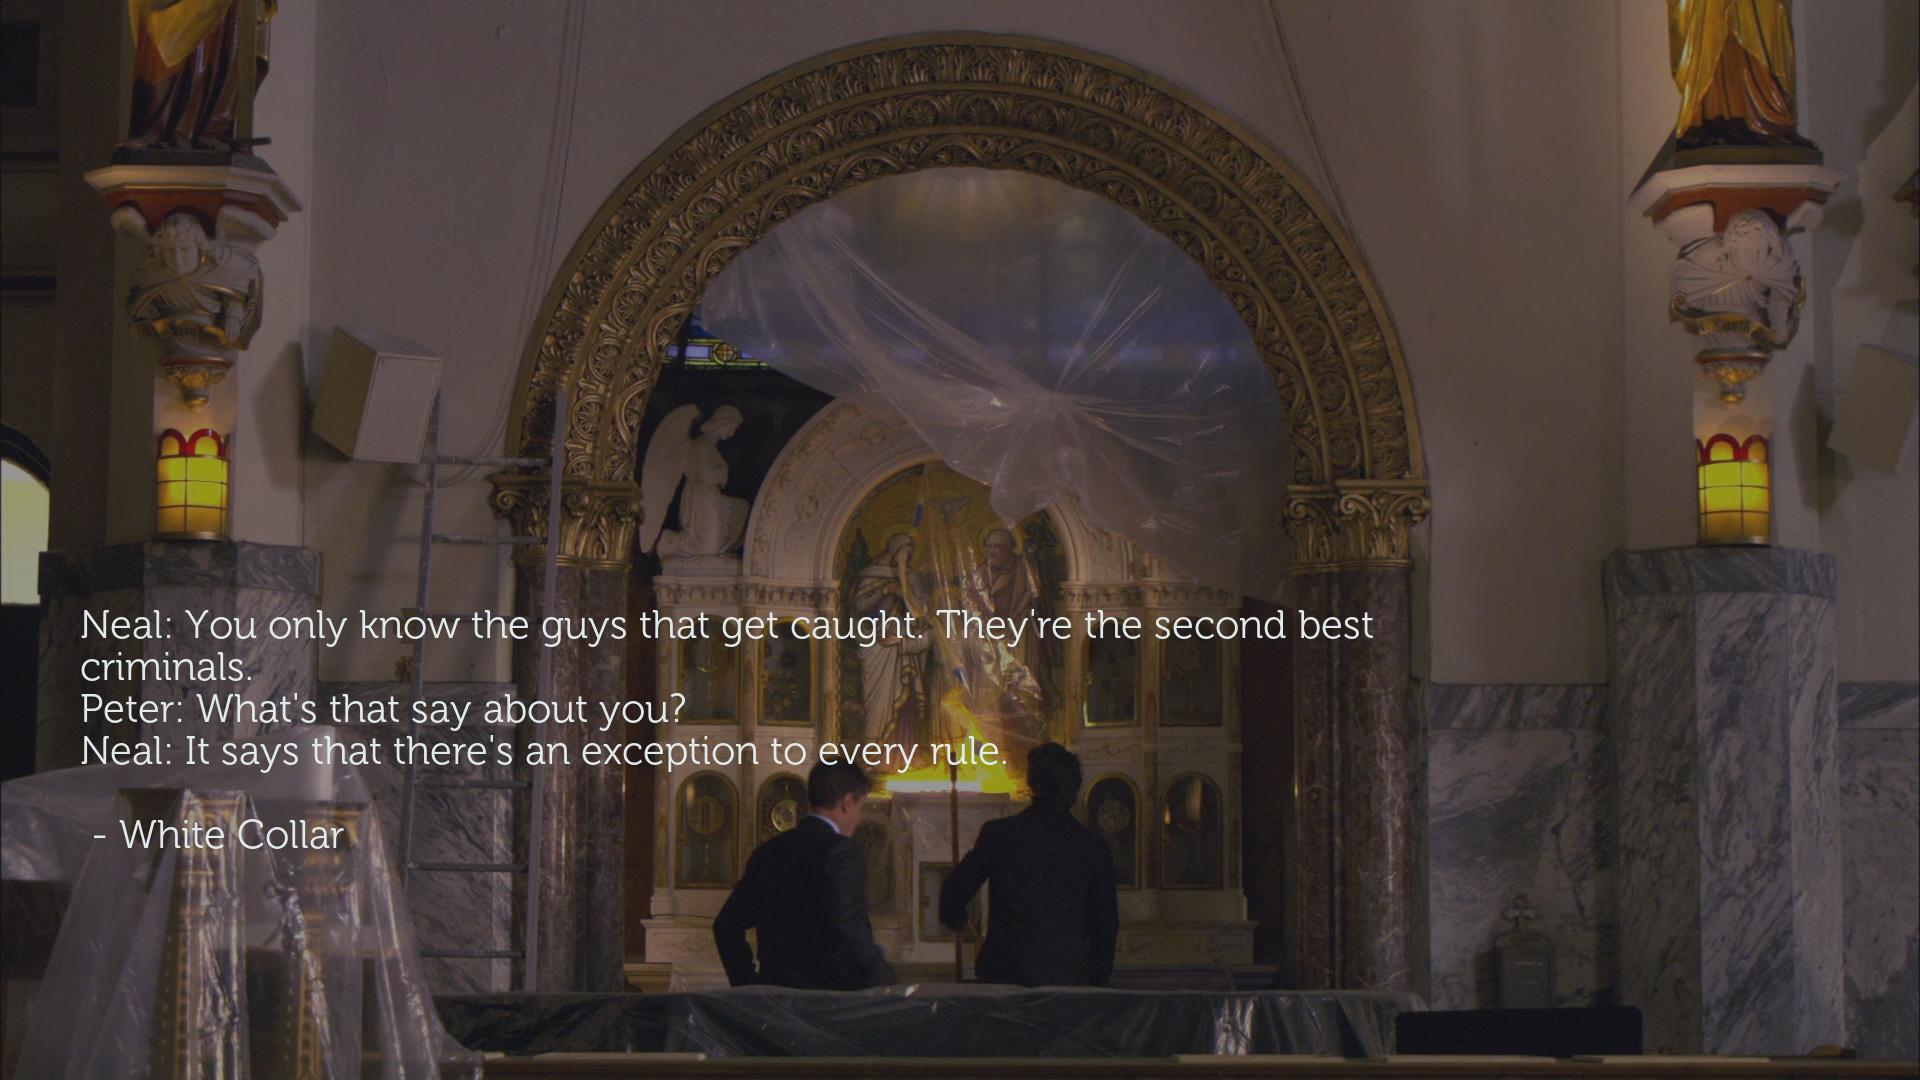 Neal: You only know the guys that get caught. They're the second best
criminals.
Peter: What's that say about you?
Neal: It says that there's an exception to every rule.
- White Collar